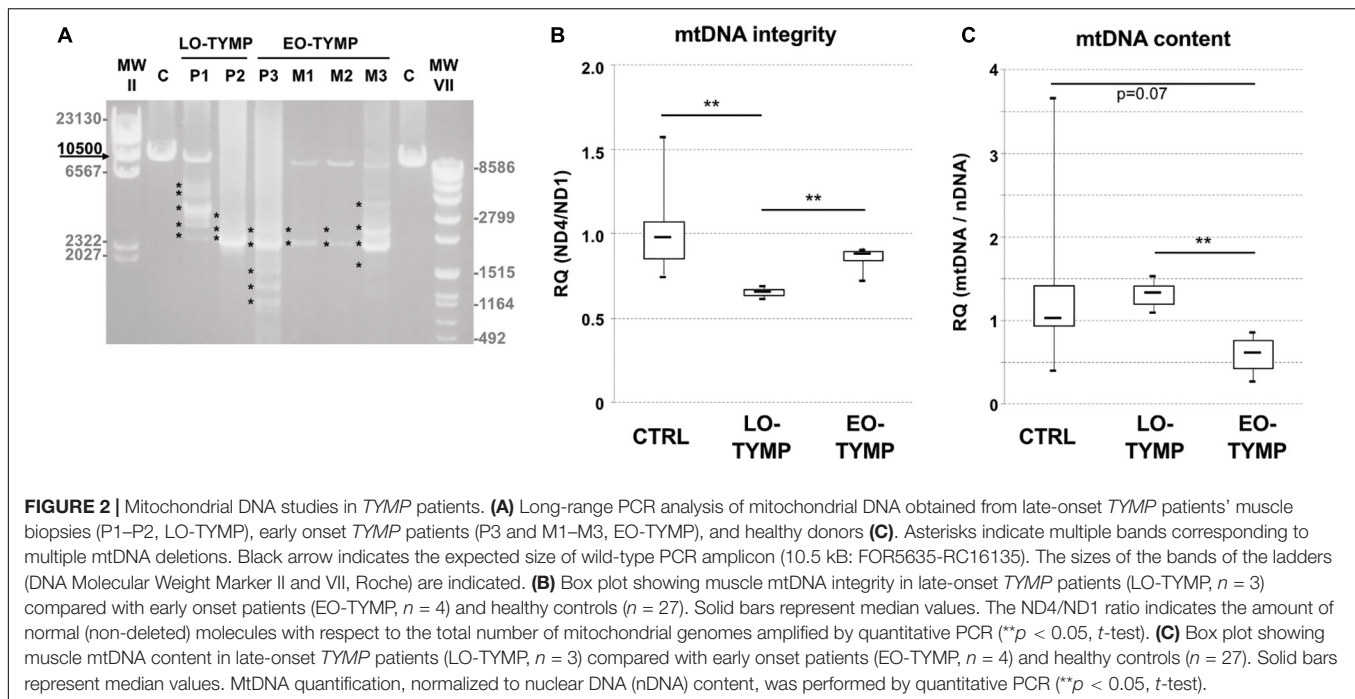 A
LO-TYMP EO-TYMP
MW II C P1 P2 P3 M1 M2 M3 C MW VII
23130-
10500
6567-
2322-
2027-
-8586
-2799
-1515
-1164
-492
* * * * * * * * * * * * * * * * * * * * *
B
mtDNA integrity
RQ (ND4/ND1)
2.0
1.5
1.0
0.5
0
**
**
CTRL LO-TYMP EO-TYMP
C
mtDNA content
RQ (mtDNA / nDNA)
4
3
2
1
0
p=0.07
**
CTRL LO-TYMP EO-TYMP
FIGURE 2 | Mitochondrial DNA studies in TYMP patients. (A) Long-range PCR analysis of mitochondrial DNA obtained from late-onset TYMP patients' muscle
biopsies (P1–P2, LO-TYMP), early onset TYMP patients (P3 and M1–M3, EO-TYMP), and healthy donors (C). Asterisks indicate multiple bands corresponding to
multiple mtDNA deletions. Black arrow indicates the expected size of wild-type PCR amplicon (10.5 kB: FOR5635-RC16135). The sizes of the bands of the ladders
(DNA Molecular Weight Marker II and VII, Roche) are indicated. (B) Box plot showing muscle mtDNA integrity in late-onset TYMP patients (LO-TYMP, n = 3)
compared with early onset patients (EO-TYMP, n = 4) and healthy controls (n = 27). Solid bars represent median values. The ND4/ND1 ratio indicates the amount of
normal (non-deleted) molecules with respect to the total number of mitochondrial genomes amplified by quantitative PCR (**p < 0.05, t-test). (C) Box plot showing
muscle mtDNA content in late-onset TYMP patients (LO-TYMP, n = 3) compared with early onset patients (EO-TYMP, n = 4) and healthy controls (n = 27). Solid bars
represent median values. MtDNA quantification, normalized to nuclear DNA (nDNA) content, was performed by quantitative PCR (**p < 0.05, t-test).